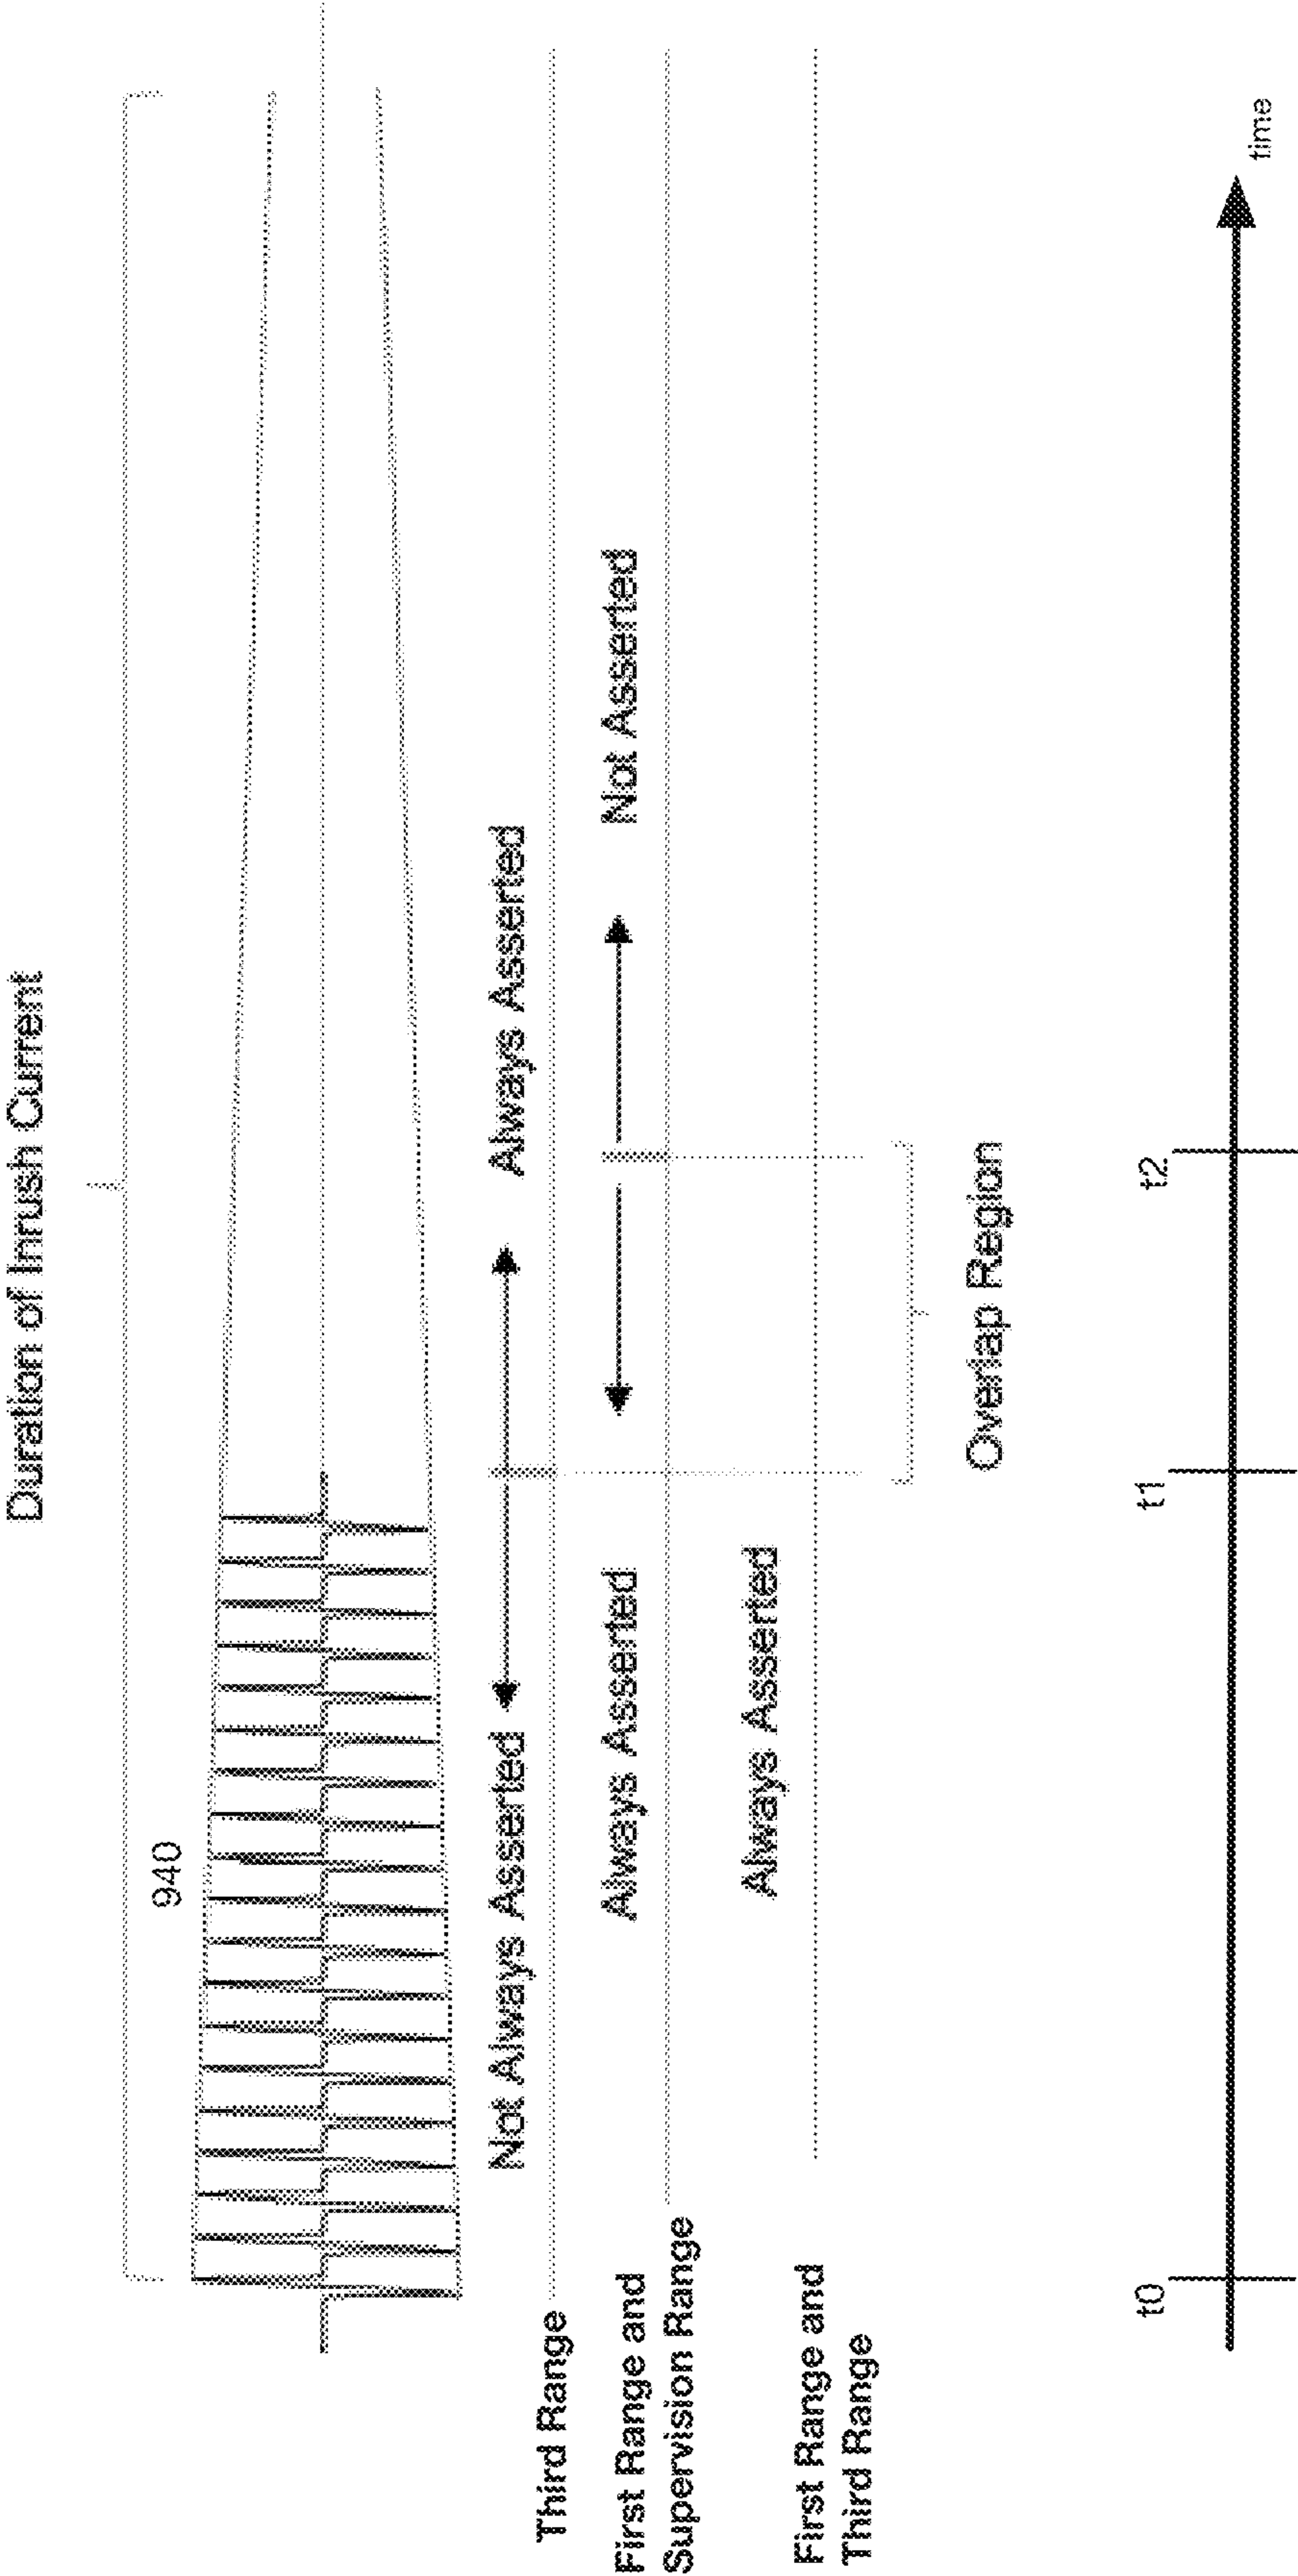 Duration of Inrush Current
940
Not Always Asserted
Always Asserted
Third Range
Always Asserted
Not Asserted
First Range and
Supervision Range
Always Asserted
First Range and
Third Range
Overlap Region
t0
t1
t2
time